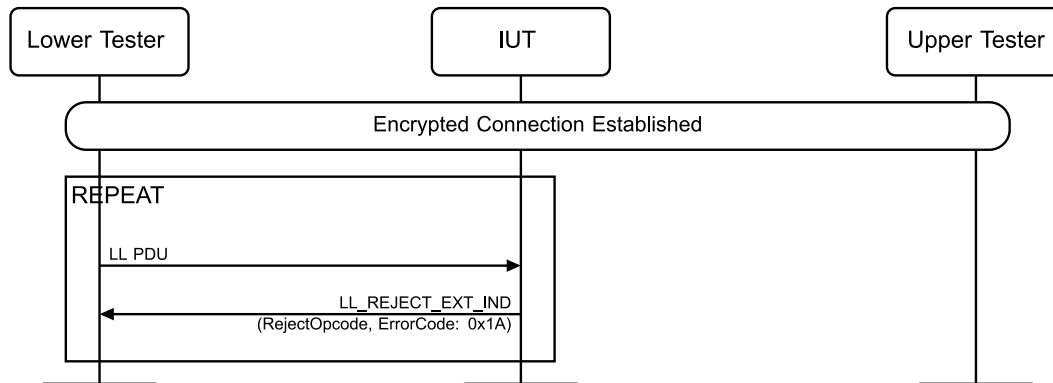 Lower Tester
IUT
Upper Tester
Encrypted Connection Established
REPEAT
LL PDU
LL_REJECT_EXT_IND
(RejectOpcode, ErrorCode: 0x1A)